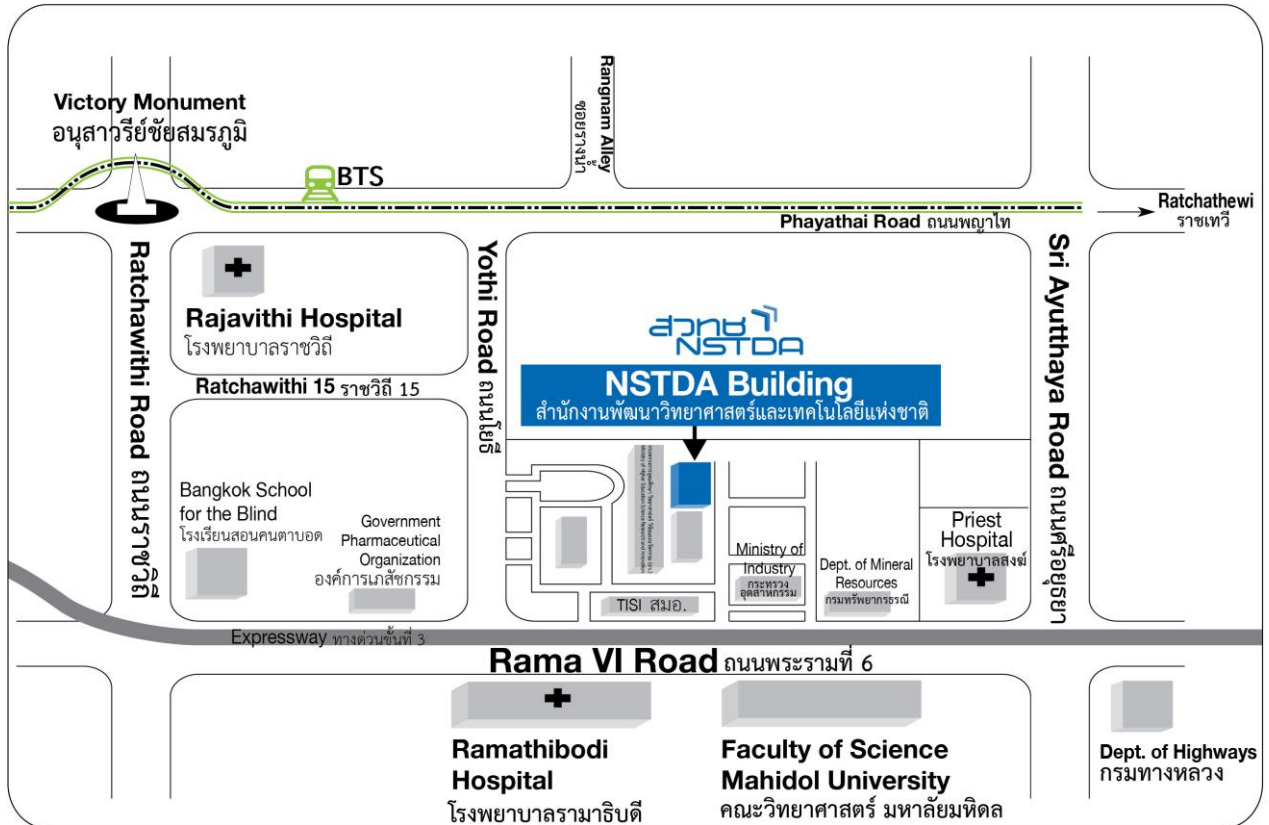 Victory Monument
อนุสาวรีย์ชัยสมรภูมิ
BTS
Rangnam Alley
ซอยรางน้ำ
Ratchathewi
ราชเทวี
Phayathai Road ถนนพญาไท
Ratchawithi Road ถนนราชวิถี
Rajavithi Hospital
โรงพยาบาลราชวิถี
Ratchawithi 15 ราชวิถี 15
Yothi Road ถนนโยธี
สวทช
NSTDA
NSTDA Building
สำนักงานพัฒนาวิทยาศาสตร์และเทคโนโลยีแห่งชาติ
Sri Ayutthaya Road ถนนศรีอยุธยา
Bangkok School
for the Blind
โรงเรียนสอนคนตาบอด
Government
Pharmaceutical
Organization
องค์การเภสัชกรรม
TISI สมอ.
Ministry of
Industry
กระทรวง
อุตสาหกรรม
Dept. of Mineral
Resources
กรมทรัพยากรธรณี
Priest
Hospital
โรงพยาบาลสงฆ์
Expressway ทางด่วนขั้นที่ 3
Rama VI Road ถนนพระรามที่ 6
Ramathibodi
Hospital
โรงพยาบาลรามาธิบดี
Faculty of Science
Mahidol University
คณะวิทยาศาสตร์ มหาลัยมหิดล
Dept. of Highways
กรมทางหลวง